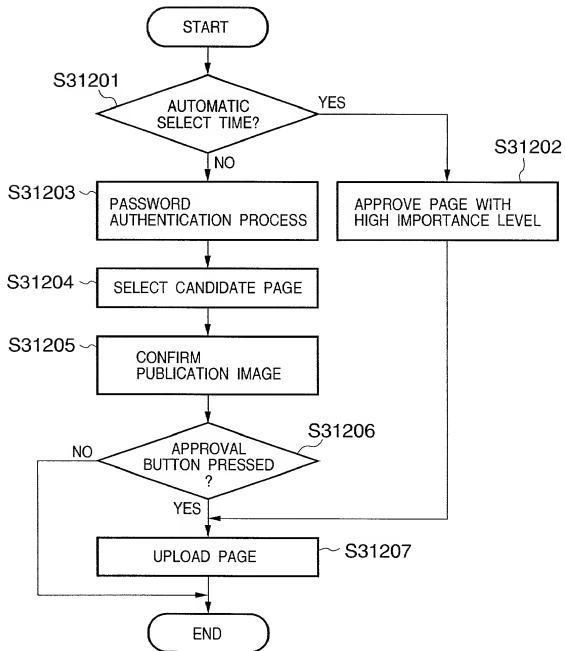 START
S31201
AUTOMATIC
SELECT TIME?
YES
NO
S31202
APPROVE PAGE WITH
HIGH IMPORTANCE LEVEL
S31203
PASSWORD
AUTHENTICATION PROCESS
S31204
SELECT CANDIDATE PAGE
S31205
CONFIRM
PUBLICATION IMAGE
S31206
APPROVAL
BUTTON PRESSED
?
NO
YES
UPLOAD PAGE
S31207
END